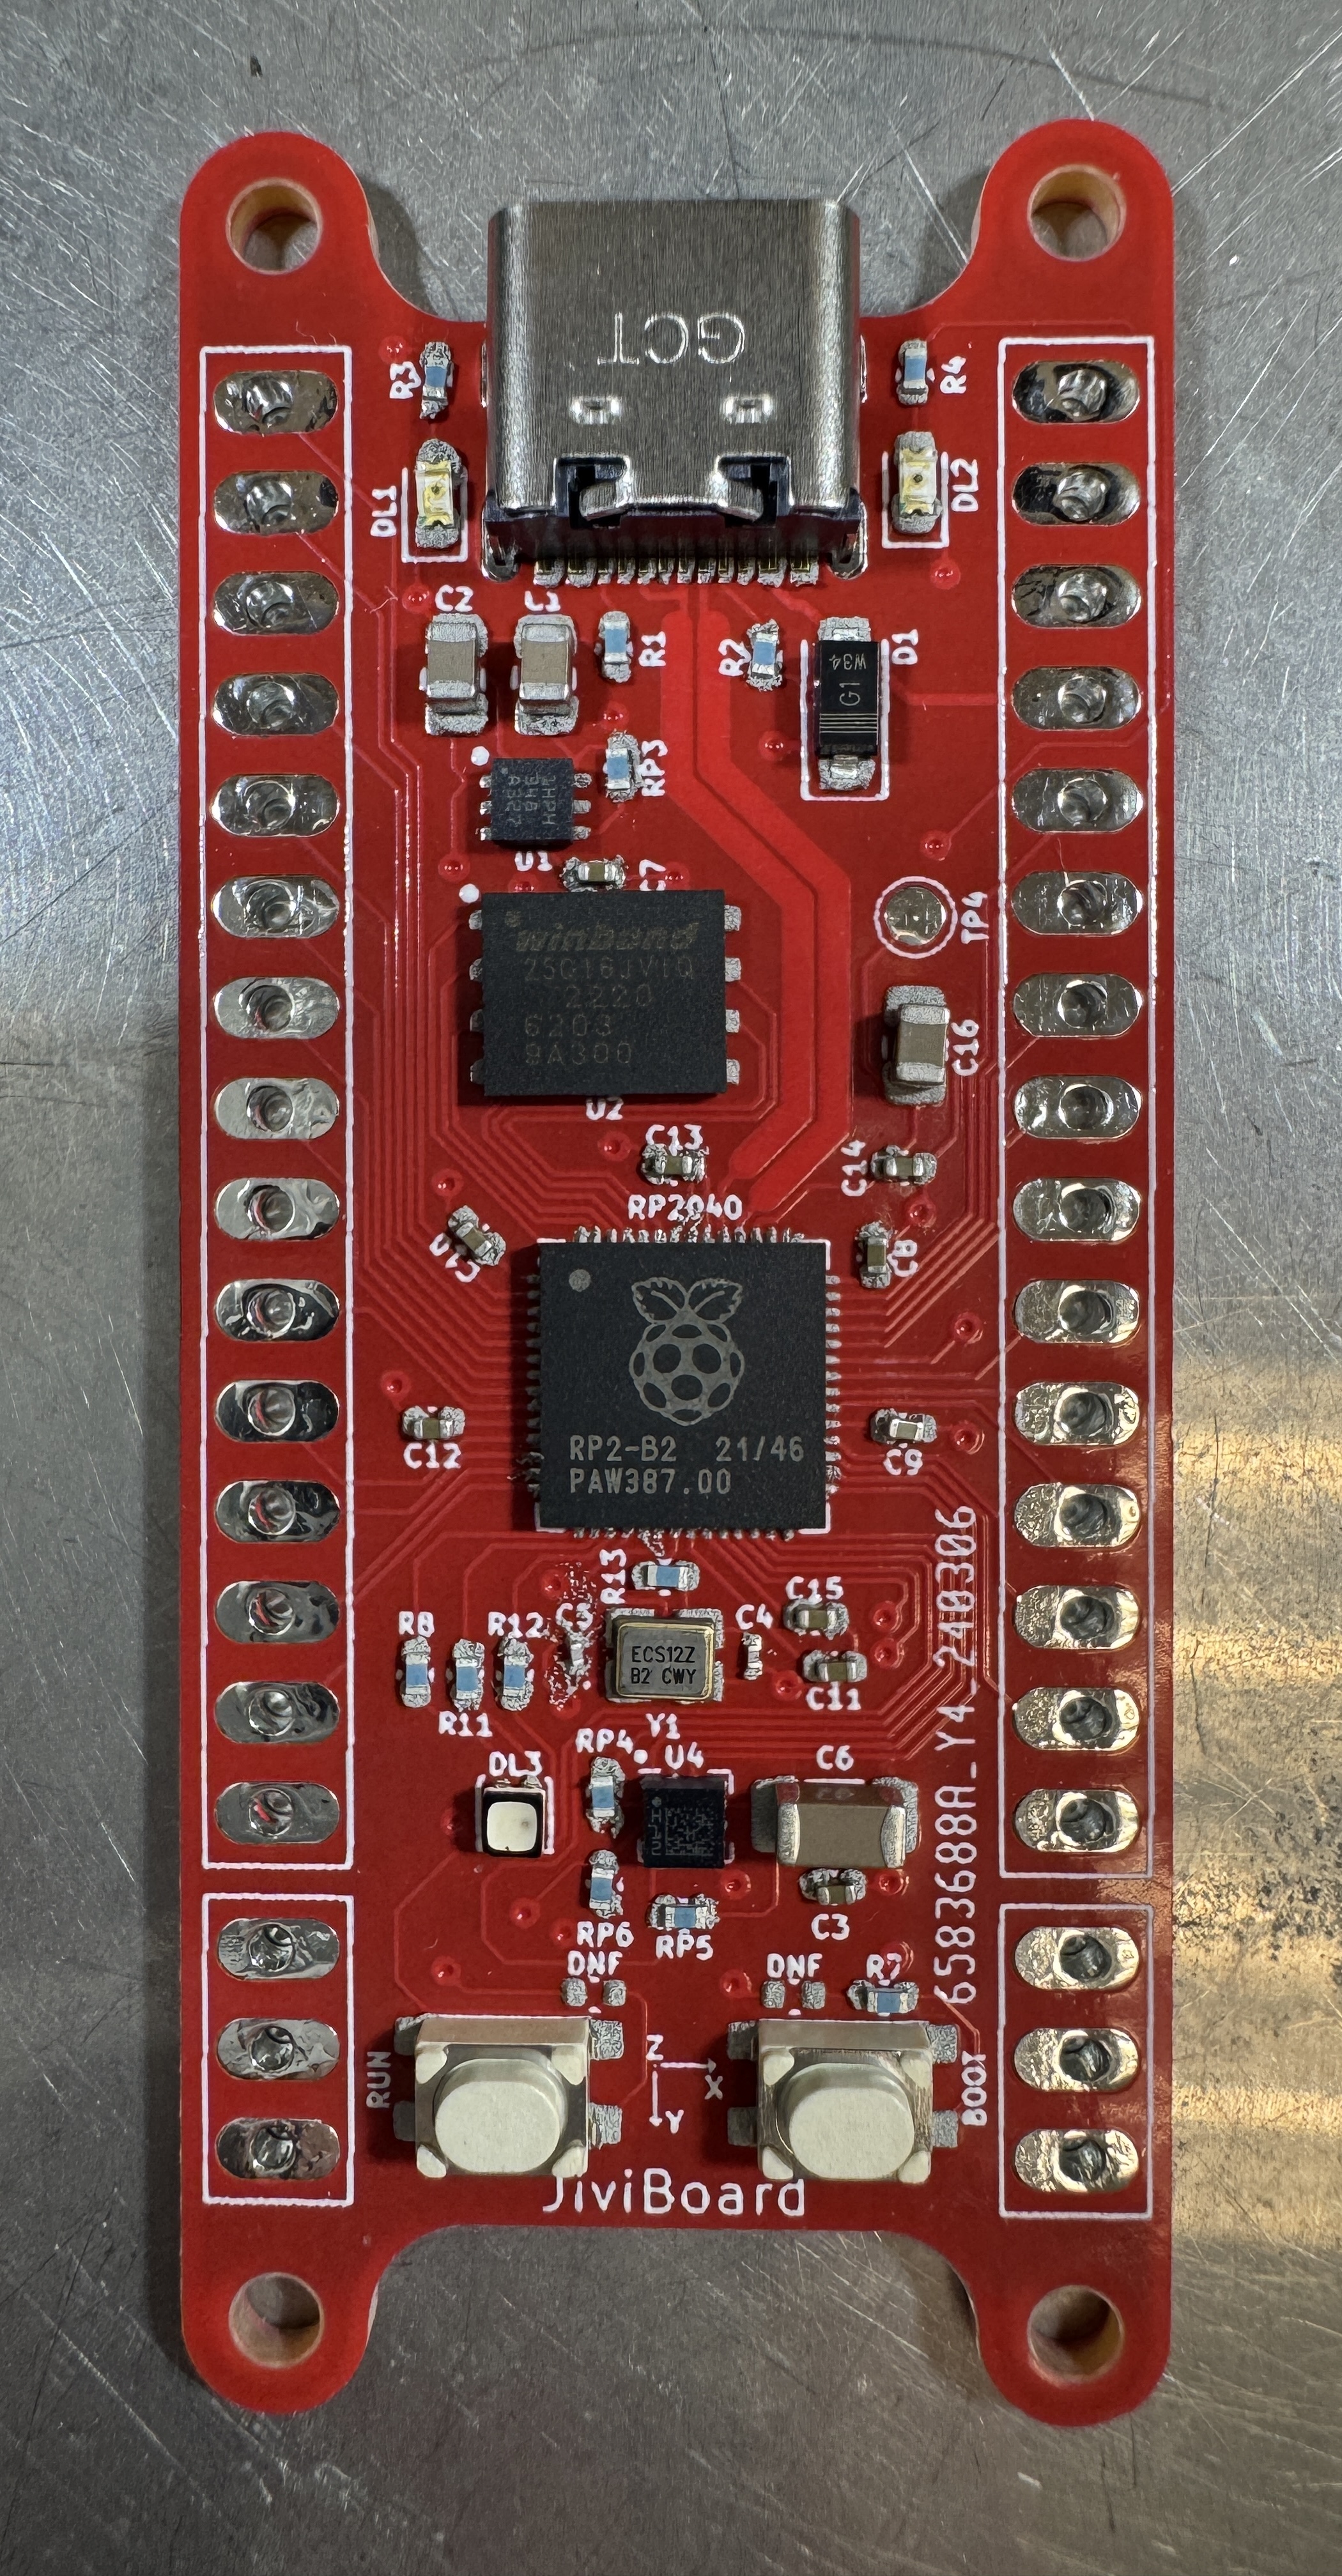 GCT
R3
R4
DL1
DL2
C2
C1
R1
R2
D1
W34
G1
RP3
U1
C7
winbond
25Q16JVIQ
2220
6203
9A300
U2
TP4
C16
C13
C14
RP2040
C8
RP2-B2 21/46
PAW387.00
C12
C9
R13
C15
R8
R12
C3
C4
ECS12Z
B2 CWY
C11
R11
Y1
RP4
U4
C6
DL3
6583688A_Y4_240306
C3
RP6
RP5
DNF
DNF
R7
RUN
Z
X
Y
BOOT
JiviBoard